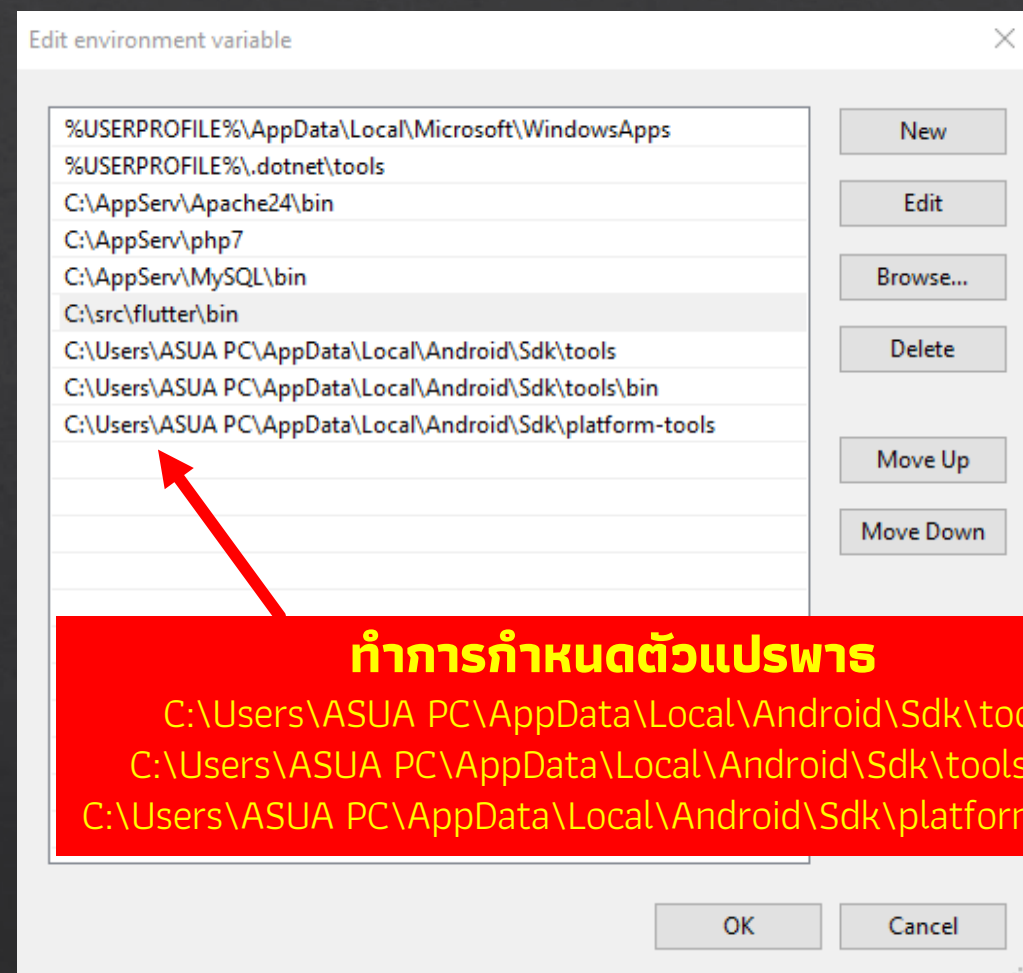 Edit environment variable
%USERPROFILE%\AppData\Local\Microsoft\WindowsApps
New
%USERPROFILE%\.dotnet\tools
C:\AppServ\Apache24\bin
Edit
C:\AppServ\php7
C:\AppServ\MySQL\bin
Browse...
C:\src\flutter\bin
C:\Users\ASUA PC\AppData\Local\Android\Sdk\tools
Delete
C:\Users\ASUA PC\AppData\Local\Android\Sdk\tools\bin
C:\Users\ASUA PC\AppData\Local\Android\Sdk\platform-tools
Move Up
Move Down
ทำการกำหนดตัวแปรพาธ
C:\Users\ASUA PC\AppData\Local\Android\Sdk\too
C:\Users\ASUA PC\AppData\Local\Android\Sdk\tools
C:\Users\ASUA PC\AppData\Local\Android\Sdk\platfor
OK
Cancel